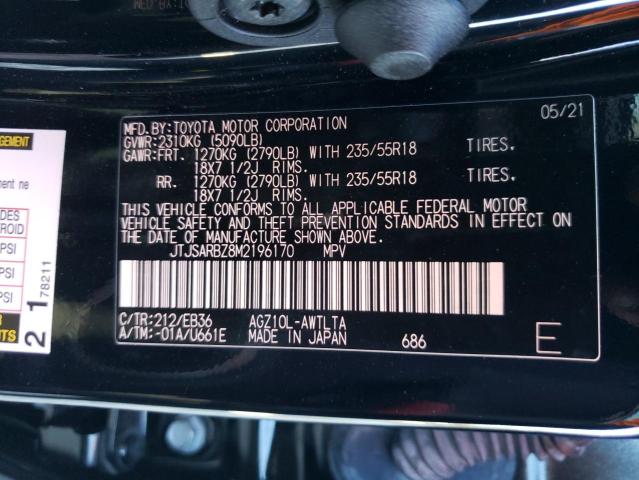 MFD.BY:TOYOTA MOTOR CORPORATION 05/21
GVWR:2310KG (5090LB)
GAWR:FRT. 1270KG (2790LB) WITH 235/55R18 TIRES.
18X7 1/2J RIMS.
RR. 1270KG (2790LB) WITH 235/55R18 TIRES.
18X7 1/2J RIMS.
THIS VEHICLE CONFORMS TO ALL APPLICABLE FEDERAL MOTOR
VEHICLE SAFETY AND THEFT PREVENTION STANDARDS IN EFFECT ON
THE DATE OF MANUFACTURE SHOWN ABOVE.
JTJSARBZ8M2196170 MPV
C/TR:212/EB36 AGZ10L-AWTLTA
A/TM:-01A/U661E MADE IN JAPAN 686 E
ment ne
PSI
PSI
PSI
21 78211